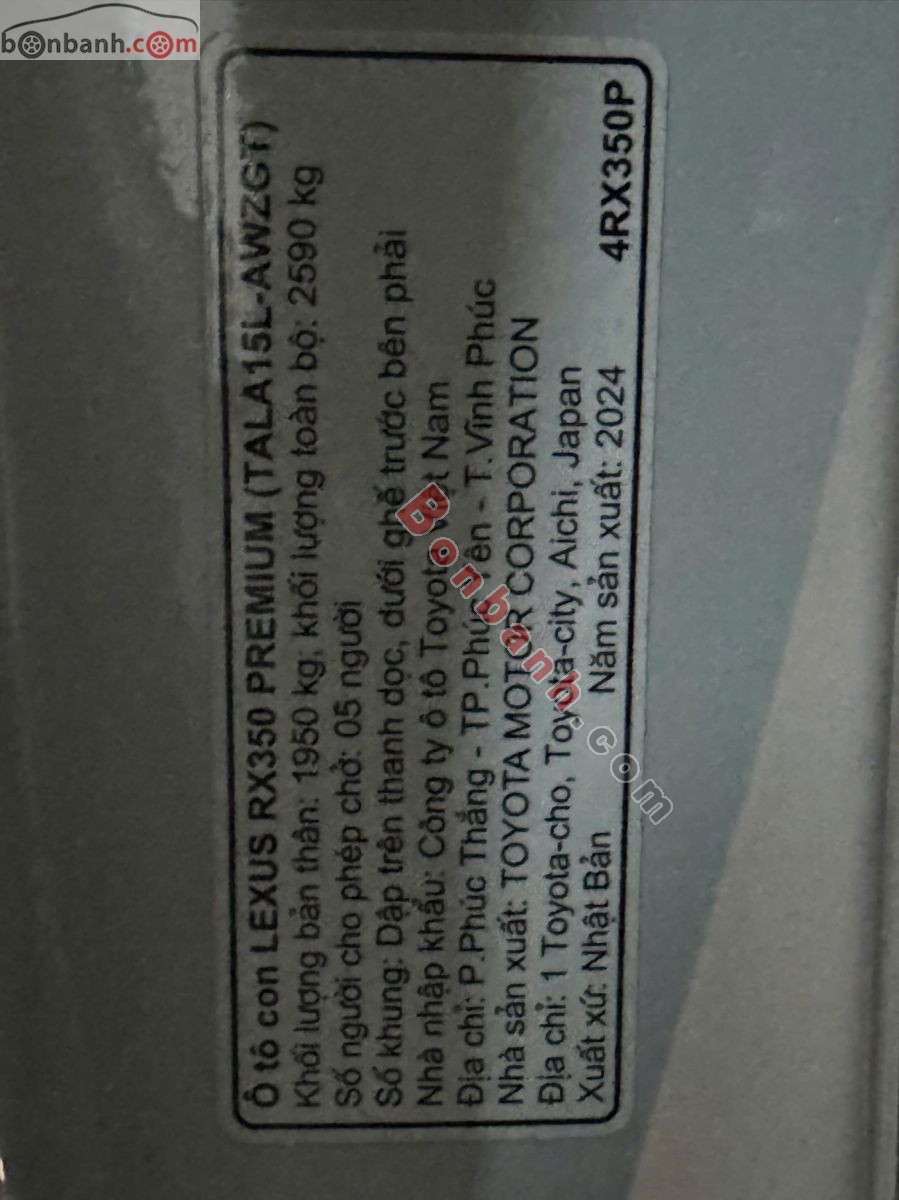 bonbanh.com
Ô tô con LEXUS RX350 PREMIUM (TALA15L-AWZGT)
Khối lượng bản thân: 1950 kg, khối lượng toàn bộ: 2590 kg
Số người cho phép chở: 05 người
Số khung: Dập trên thanh dọc, dưới ghế trước bên phải
Nhà nhập khẩu: Công ty ô tô Toyota Việt Nam
Địa chỉ: P.Phúc Thắng - TP.Phúc Yên - T.Vĩnh Phúc
Nhà sản xuất: TOYOTA MOTOR CORPORATION
Địa chỉ: 1 Toyota-cho, Toyota-city, Aichi, Japan
Xuất xứ: Nhật Bản Năm sản xuất: 2024 4RX350P
Bonbanh.com